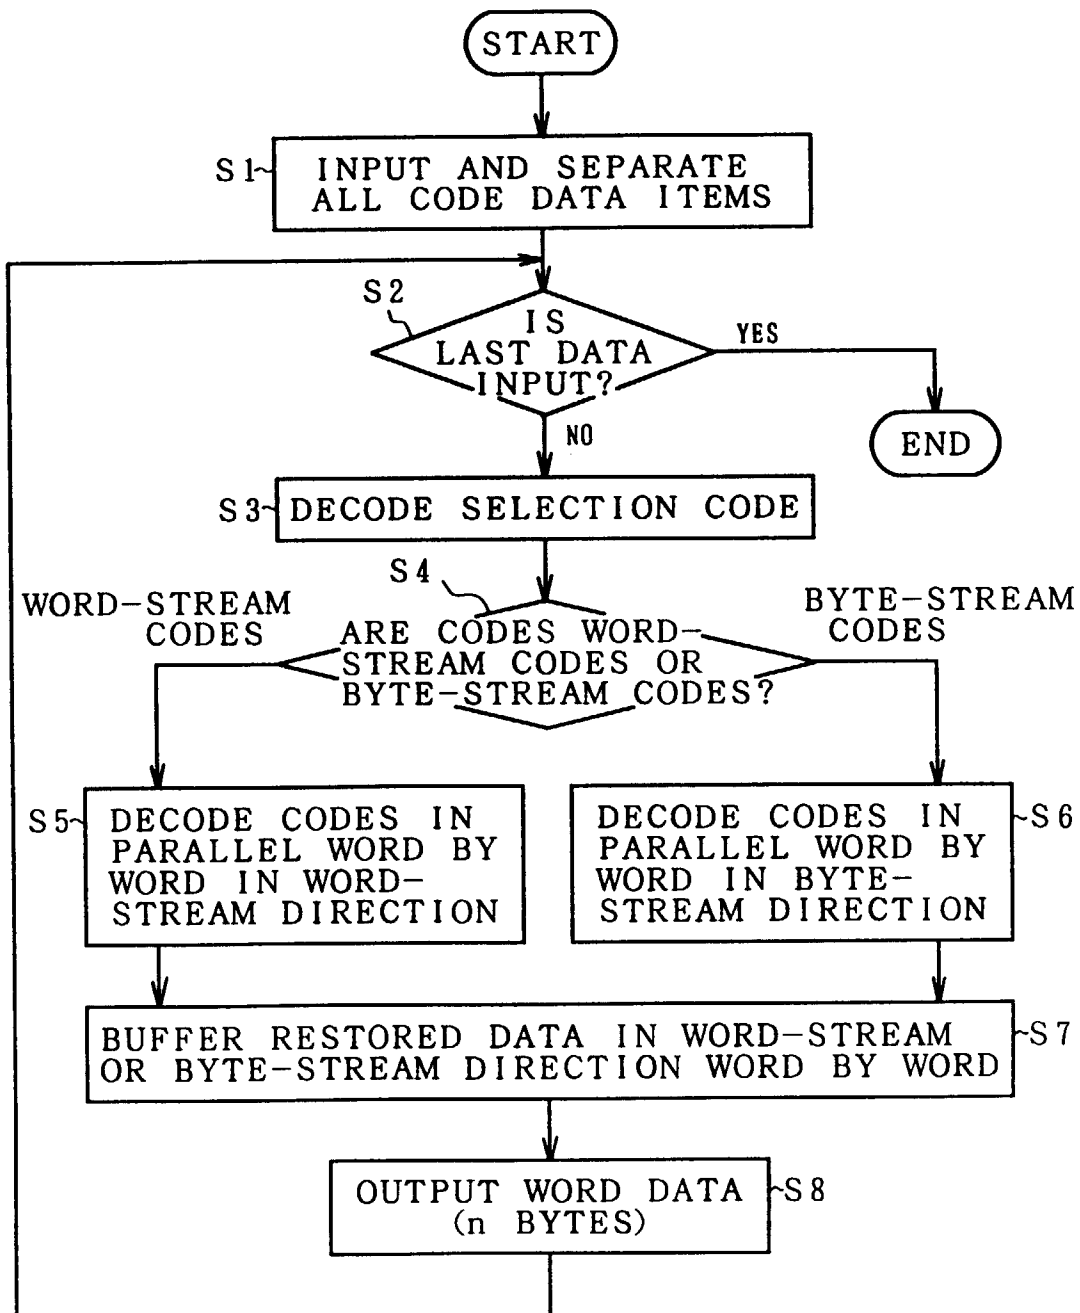 START
S1
INPUT AND SEPARATE
ALL CODE DATA ITEMS
S2
IS
LAST DATA
INPUT?
YES
END
NO
S3
DECODE SELECTION CODE
S4
WORD-STREAM
CODES
BYTE-STREAM
CODES
ARE CODES WORD-
STREAM CODES OR
BYTE-STREAM CODES?
S5
DECODE CODES IN
PARALLEL WORD BY
WORD IN WORD-
STREAM DIRECTION
DECODE CODES IN
PARALLEL WORD BY
WORD IN BYTE-
STREAM DIRECTION
S6
BUFFER RESTORED DATA IN WORD-STREAM
OR BYTE-STREAM DIRECTION WORD BY WORD
S7
OUTPUT WORD DATA
(n BYTES)
S8